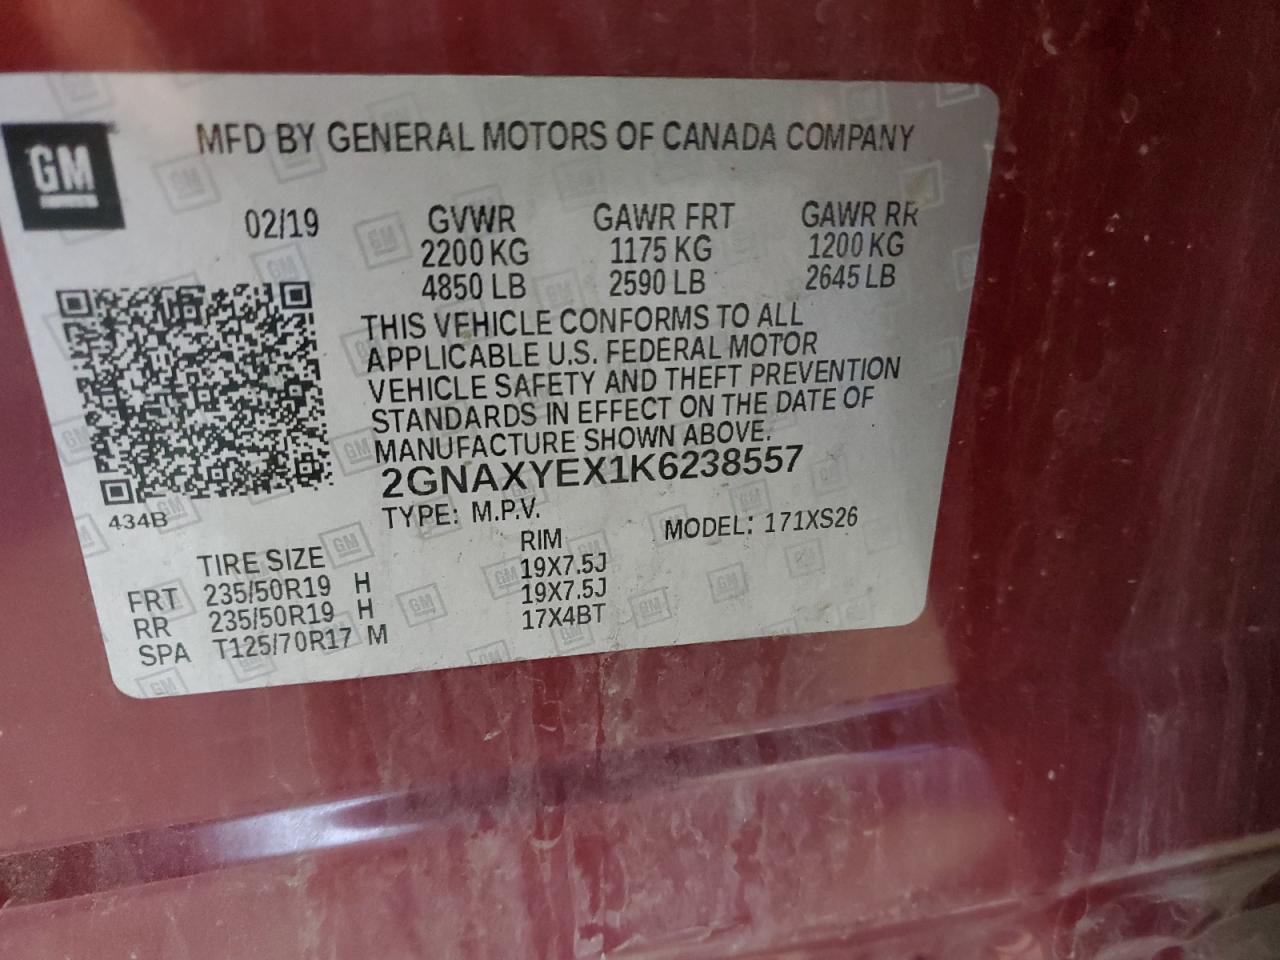 GM
MFD BY GENERAL MOTORS OF CANADA COMPANY
02/19 GVWR GAWR FRT GAWR RR
2200 KG 1175 KG 1200 KG
4850 LB 2590 LB 2645 LB
THIS VEHICLE CONFORMS TO ALL
APPLICABLE U.S. FEDERAL MOTOR
VEHICLE SAFETY AND THEFT PREVENTION
STANDARDS IN EFFECT ON THE DATE OF
MANUFACTURE SHOWN ABOVE.
2GNAXYEX1K6238557
434B
TYPE: M.P.V. MODEL: 171XS26
TIRE SIZE RIM
FRT 235/50R19 H 19X7.5J
RR 235/50R19 H 19X7.5J
SPA T125/70R17 M 17X4BT